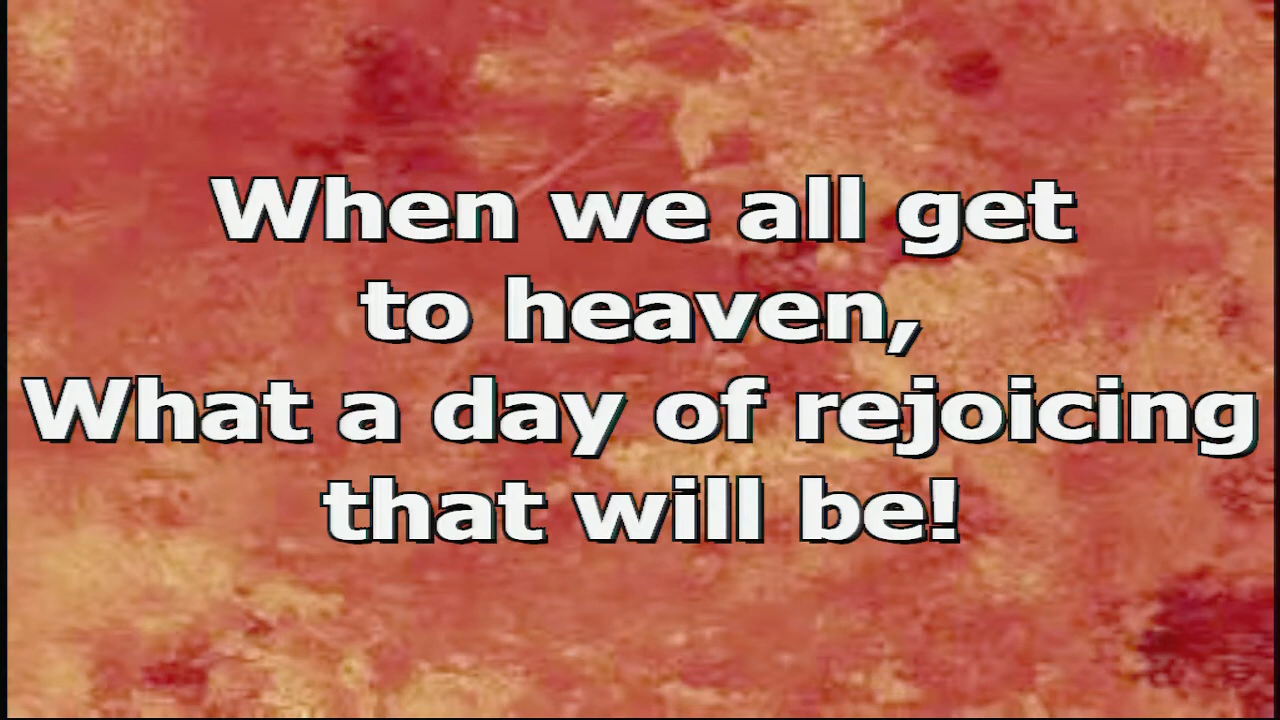 When we all get
to heaven,
What a day of rejoicing
that will be!